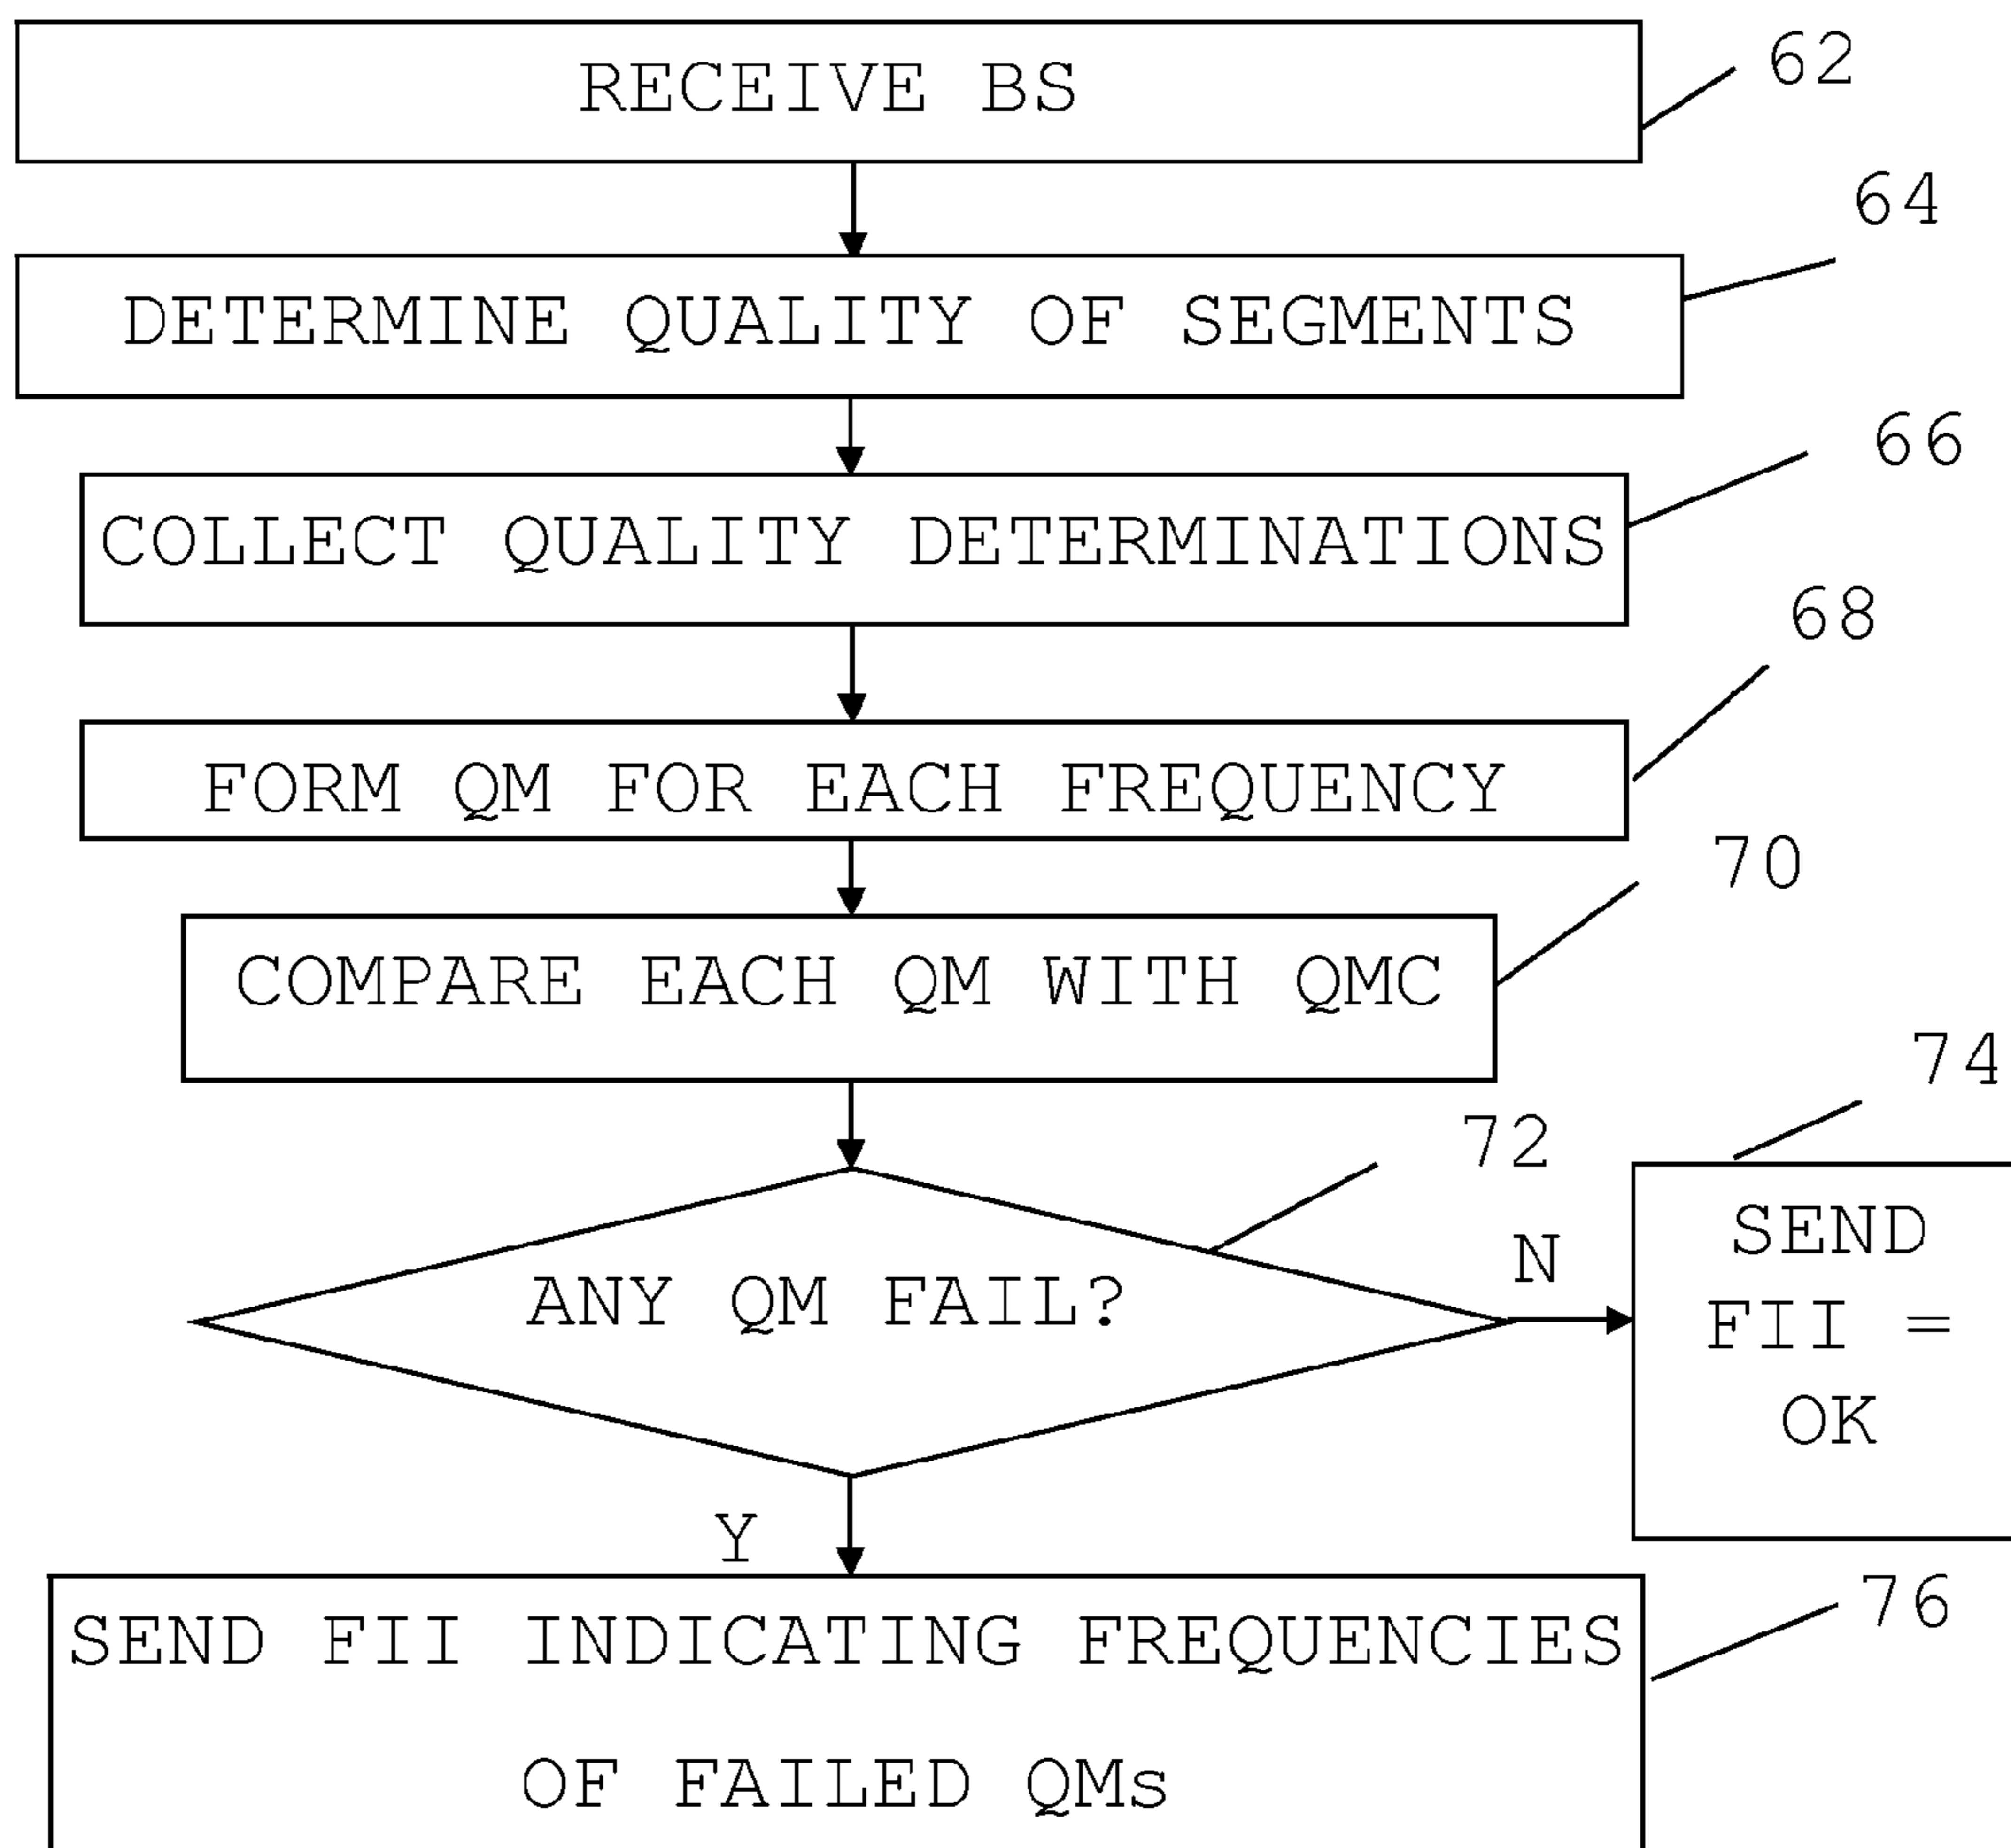 RECEIVE BS
62
64
DETERMINE QUALITY OF SEGMENTS
66
COLLECT QUALITY DETERMINATIONS
68
FORM QM FOR EACH FREQUENCY
70
COMPARE EACH QM WITH QMC
74
72
N
SEND
FII =
OK
ANY QM FAIL?
Y
76
SEND FII INDICATING FREQUENCIES
OF FAILED QMs